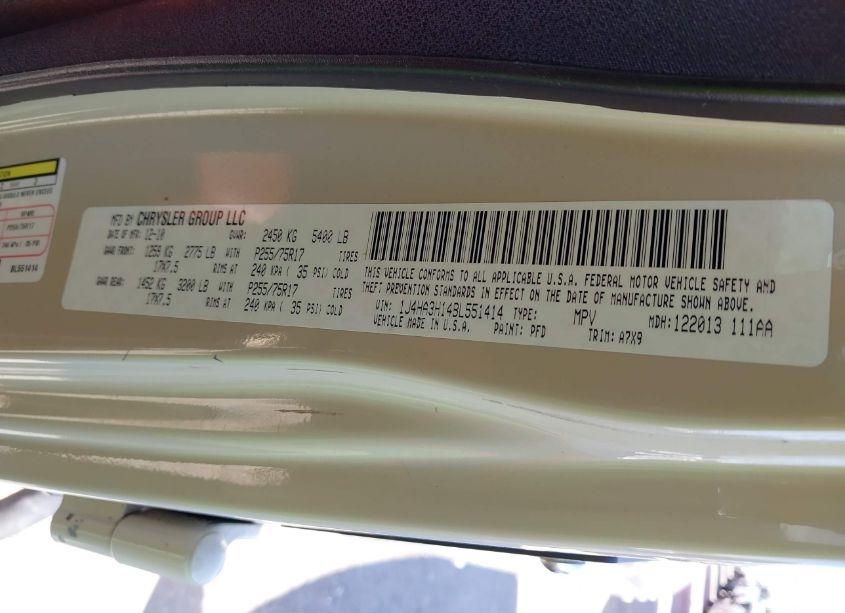 MFD BY CHRYSLER GROUP LLC
DATE OF MFR: 12-10 GVWR: 2450 KG 5400 LB
GAWR FRONT: 1259 KG 2775 LB WITH P255/75R17 TIRES
17X7.5 RIMS AT 240 KPA ( 35 PSI) COLD
GAWR REAR: 1452 KG 3200 LB WITH P255/75R17 TIRES
17X7.5 RIMS AT 240 KPA ( 35 PSI) COLD
THIS VEHICLE CONFORMS TO ALL APPLICABLE U.S.A. FEDERAL MOTOR VEHICLE SAFETY AND
THEFT PREVENTION STANDARDS IN EFFECT ON THE DATE OF MANUFACTURE SHOWN ABOVE.
VIN: 1J4HA3H14BL551414 TYPE: MPV MDH: 122013 111AA
VEHICLE MADE IN U.S.A. PAINT: PFD TRIM: A7X9
P255/75R17
BL551414